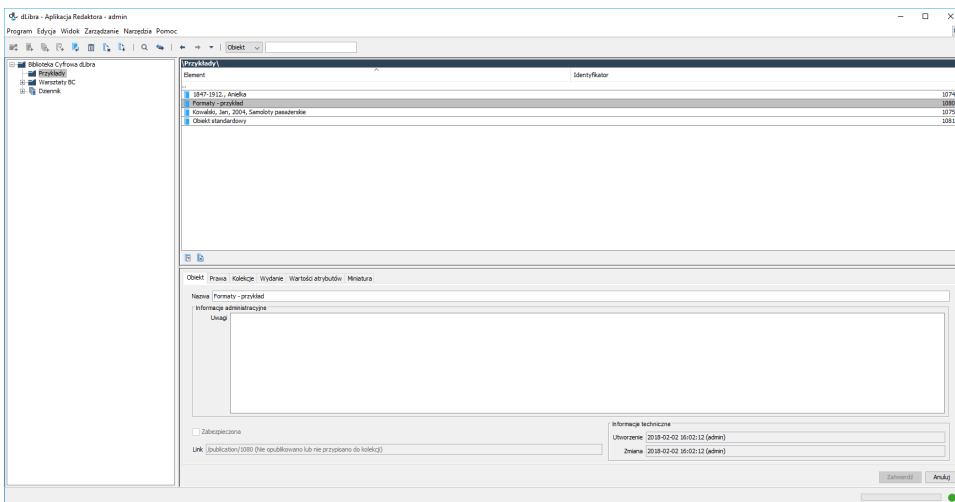 dLibra - Aplikacja Redaktora - admin
Program Edycja Widok Zarządzanie Narzędzia Pomoc
Obiekt
Biblioteka Cyfrowa dLibra
Przykłady
Warsztaty BC
Dziennik
\Przykłady\
Element Identyfikator
..
1847-1912., Anielka 1074
Formaty - przykład 1080
Kowalski, Jan, 2004, Samoloty pasażerskie 1075
Obiekt standardowy 1081
Obiekt Prawa Kolekcje Wydanie Wartości atrybutów Miniatura
Nazwa Formaty - przykład
Informacje administracyjne
Uwagi
Zabezpieczona
Link /publication/1080 (Nie opublikowano lub nie przypisano do kolekcji)
Informacje techniczne
Utworzenie 2018-02-02 16:02:12 (admin)
Zmiana 2018-02-02 16:02:12 (admin)
Zatwierdź Anuluj